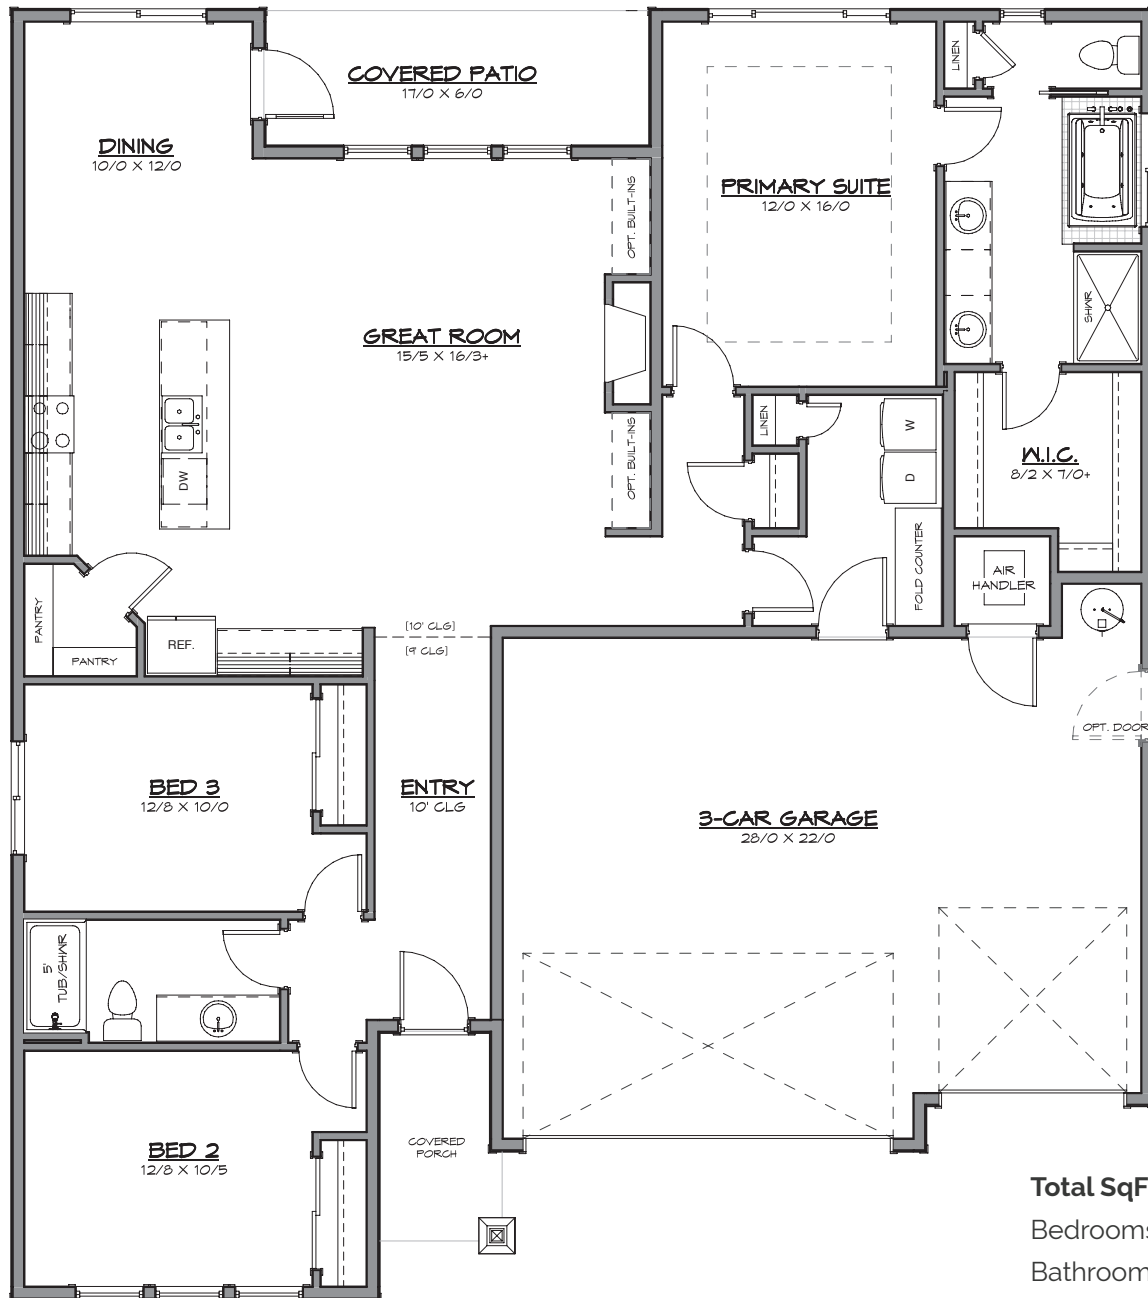 COVERED PATIO
17/0 X 6/0
LINEN
DINING
10/0 X 12/0
OPT. BUILT-INS
PRIMARY SUITE
12/0 X 16/0
GREAT ROOM
15/5 X 16/3+
SHWR
LINEN
W
D
OPT. BUILT-INS
W.I.C.
8/2 X 7/0+
DW
FOLD COUNTER
AIR
HANDLER
PANTRY
PANTRY
REF.
[10' CLG]
[9' CLG]
OPT. DOOR
BED 3
12/8 X 10/0
ENTRY
10' CLG
3-CAR GARAGE
28/0 X 22/0
5'
TUB/SHWR
BED 2
12/8 X 10/5
COVERED
PORCH
Total SqF
Bedrooms
Bathroom